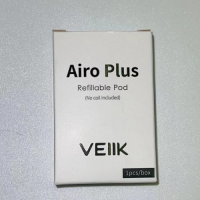 Airo Plus
Refillable Pod
(No coil included)
VEIIK
1pcs/box